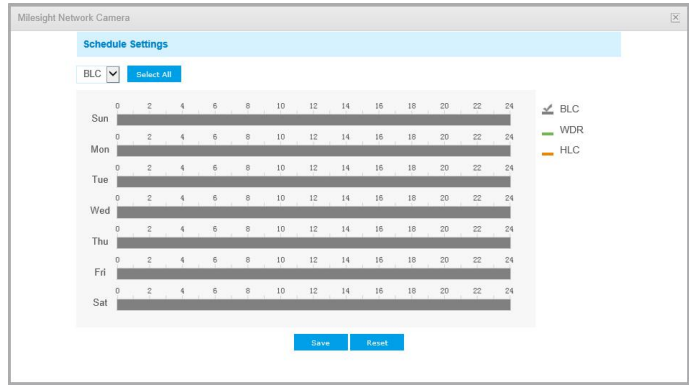 Milesight Network Camera
Schedule Settings
BLC Select All
0 2 4 6 8 10 12 14 16 18 20 22 24
Sun
0 2 4 6 8 10 12 14 16 18 20 22 24
Mon
0 2 4 6 8 10 12 14 16 18 20 22 24
Tue
0 2 4 6 8 10 12 14 16 18 20 22 24
Wed
0 2 4 6 8 10 12 14 16 18 20 22 24
Thu
0 2 4 6 8 10 12 14 16 18 20 22 24
Fri
0 2 4 6 8 10 12 14 16 18 20 22 24
Sat
BLC
WDR
HLC
Save Reset